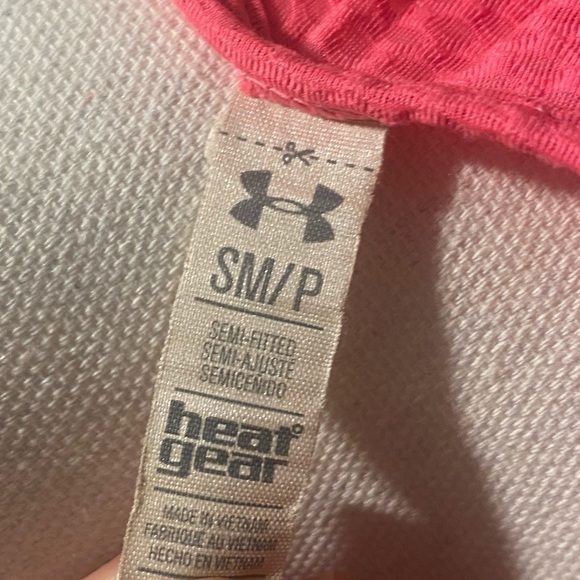 SM/P
SEMI-FITTED
SEMI-AJUSTE
SEMICENIDO
heat
gear
MADE IN VIETNAM
FABRIQUE AU VIETNAM
HECHO EN VIETNAM